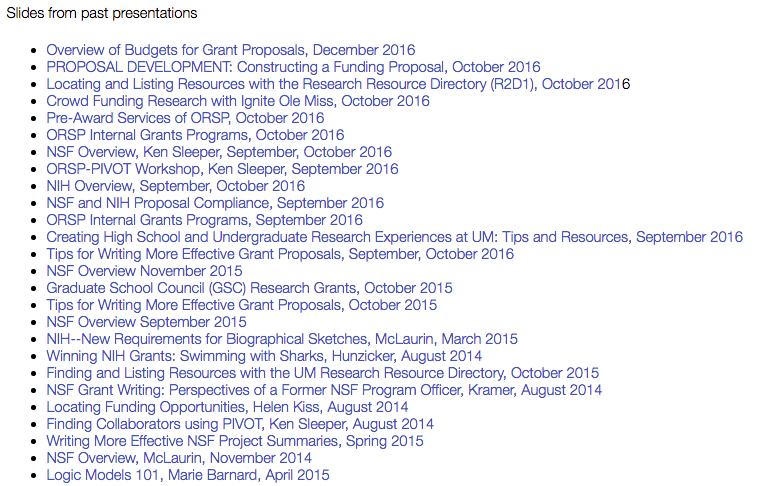 Slides from past presentations
Overview of Budgets for Grant Proposals, December 2016
PROPOSAL DEVELOPMENT: Constructing a Funding Proposal, October 2016
Locating and Listing Resources with the Research Resource Directory (R2D1), October 2016
Crowd Funding Research with Ignite Ole Miss, October 2016
Pre-Award Services of ORSP, October 2016
ORSP Internal Grants Programs, October 2016
NSF Overview, Ken Sleeper, September, October 2016
ORSP-PIVOT Workshop, Ken Sleeper, September 2016
NIH Overview, September, October 2016
NSF and NIH Proposal Compliance, September 2016
ORSP Internal Grants Programs, September 2016
Creating High School and Undergraduate Research Experiences at UM: Tips and Resources, September 2016
Tips for Writing More Effective Grant Proposals, September, October 2016
NSF Overview November 2015
Graduate School Council (GSC) Research Grants, October 2015
Tips for Writing More Effective Grant Proposals, October 2015
NSF Overview September 2015
NIH--New Requirements for Biographical Sketches, McLaurin, March 2015
Winning NIH Grants: Swimming with Sharks, Hunzicker, August 2014
Finding and Listing Resources with the UM Research Resource Directory, October 2015
NSF Grant Writing: Perspectives of a Former NSF Program Officer, Kramer, August 2014
Locating Funding Opportunities, Helen Kiss, August 2014
Finding Collaborators using PIVOT, Ken Sleeper, August 2014
Writing More Effective NSF Project Summaries, Spring 2015
NSF Overview, McLaurin, November 2014
Logic Models 101, Marie Barnard, April 2015